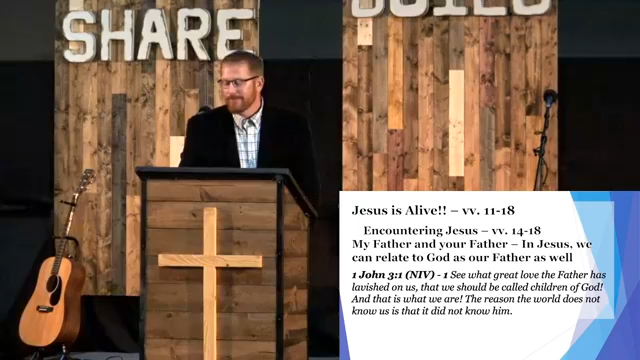 SHARE
BUILD
Jesus is Alive!! – vv. 11-18
Encountering Jesus – vv. 14-18
My Father and your Father – In Jesus, we
can relate to God as our Father as well
1 John 3:1 (NIV) - 1 See what great love the Father has
lavished on us, that we should be called children of God!
And that is what we are! The reason the world does not
know us is that it did not know him.